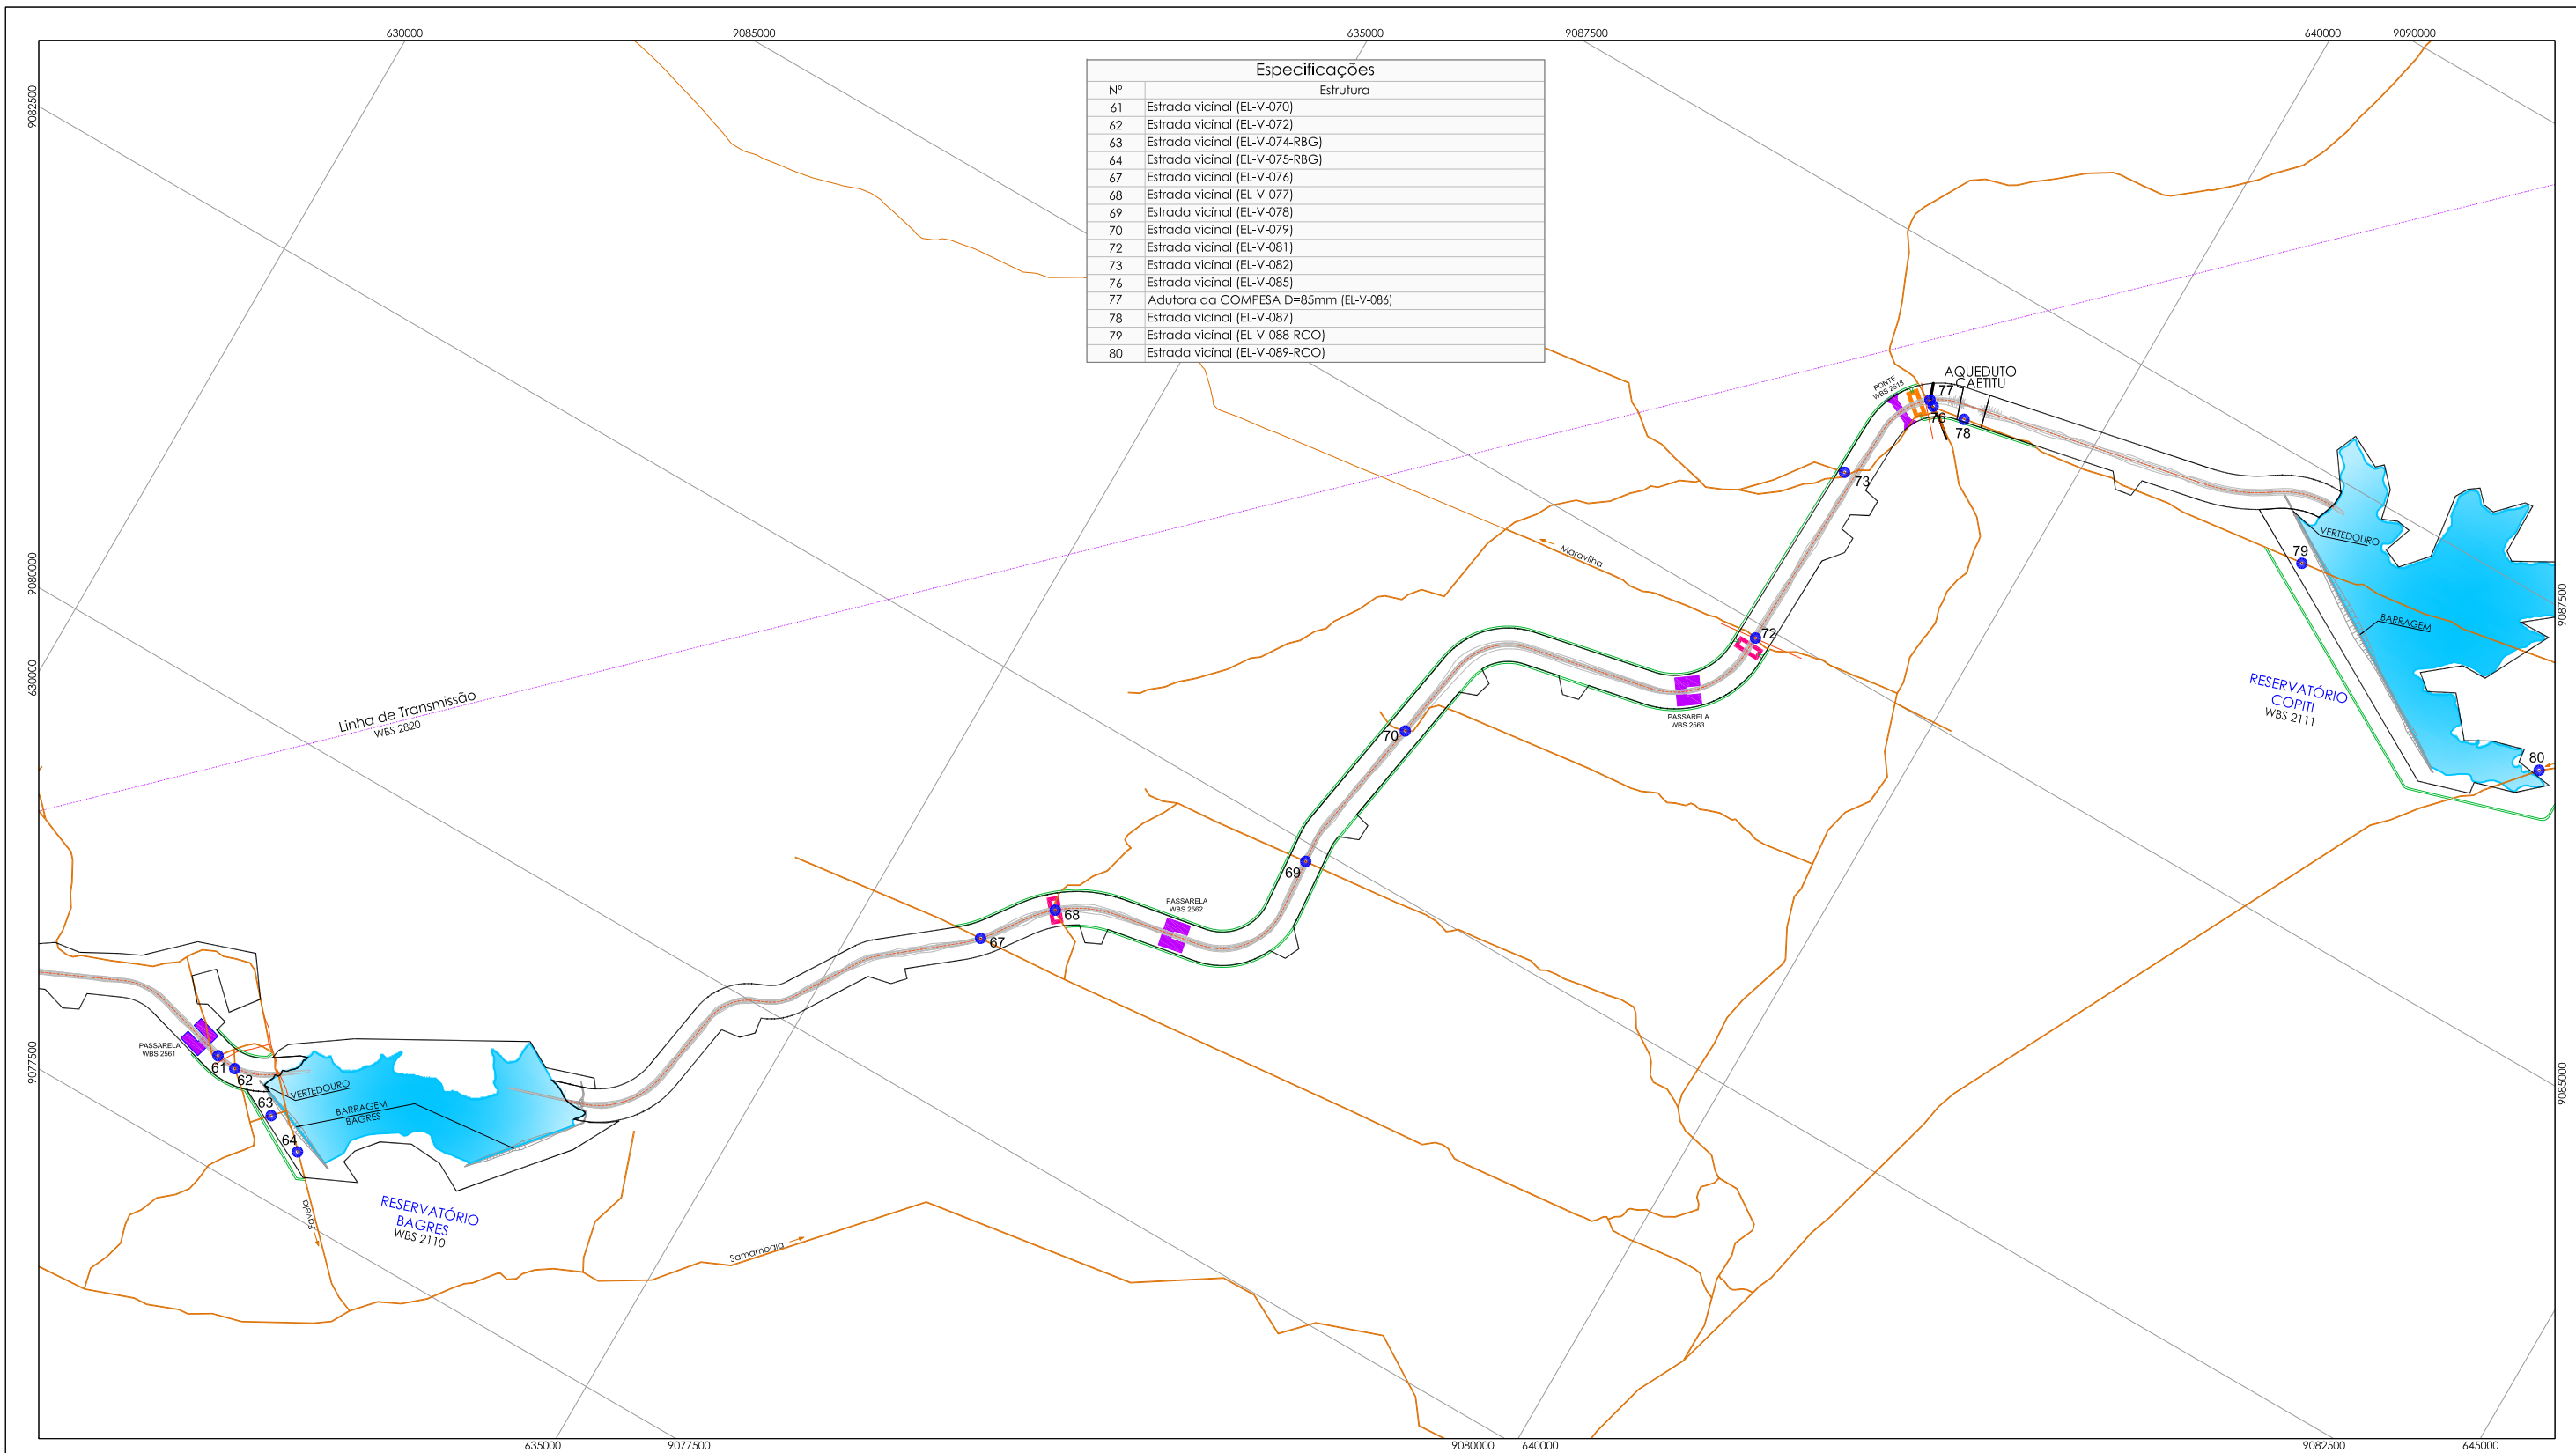 630000
9085000
635000
9087500
640000
9090000
9082500
9080000
630000
9077500
Especificações
Nº Estrutura
61 Estrada vicinal (EL-V-070)
62 Estrada vicinal (EL-V-072)
63 Estrada vicinal (EL-V-074-RBG)
64 Estrada vicinal (EL-V-075-RBG)
67 Estrada vicinal (EL-V-076)
68 Estrada vicinal (EL-V-077)
69 Estrada vicinal (EL-V-078)
70 Estrada vicinal (EL-V-079)
72 Estrada vicinal (EL-V-081)
73 Estrada vicinal (EL-V-082)
76 Estrada vicinal (EL-V-085)
77 Adutora da COMPESA D=85mm (EL-V-086)
78 Estrada vicinal (EL-V-087)
79 Estrada vicinal (EL-V-088-RCO)
80 Estrada vicinal (EL-V-089-RCO)
PONTE
WBS 2518
AQUEDUTO
CAETITU
77
76
78
73
Maravilha
72
VERTEDOURO
79
BARRAGEM
RESERVATÓRIO
COPITI
WBS 2111
80
9087500
9085000
Linha de Transmissão
WBS 2820
PASSARELA
WBS 2563
70
69
PASSARELA
WBS 2562
68
67
PASSARELA
WBS 2561
61
62
63
64
VERTEDOURO
BARRAGEM
BAGRES
RESERVATÓRIO
BAGRES
WBS 2110
Favela
Samambaia
635000
9077500
9080000
640000
9082500
645000